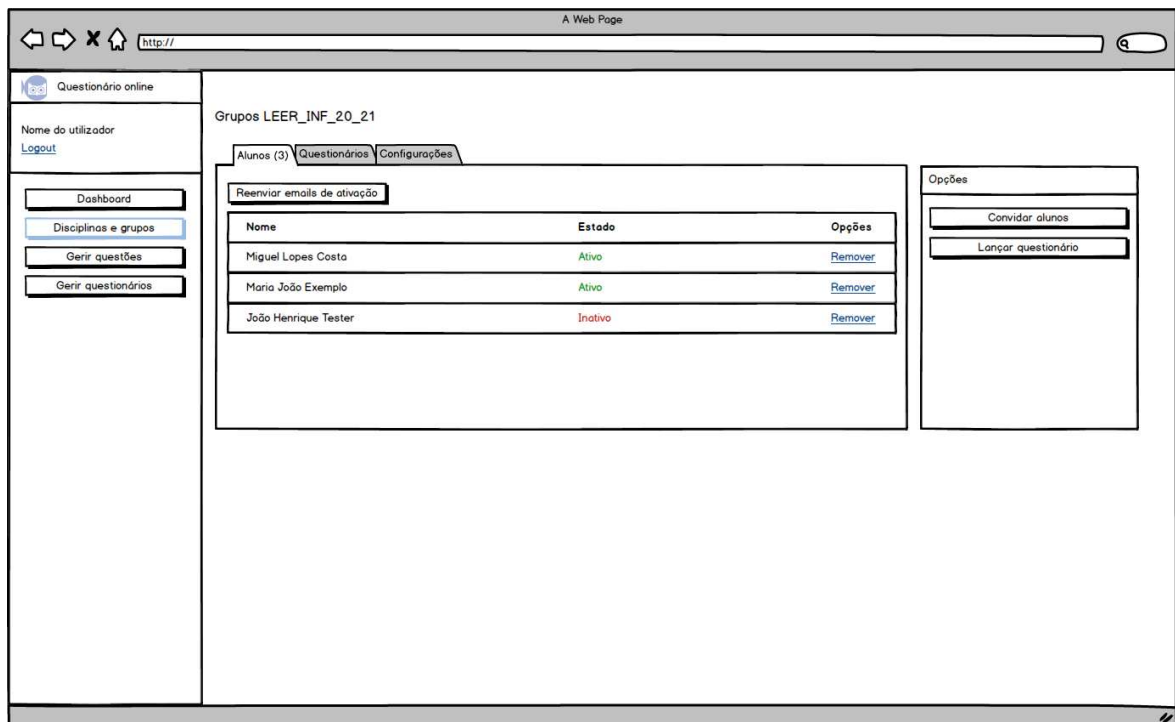 A Web Page
http://
Questionário online
Nome do utilizador
Logout
Dashboard
Disciplinas e grupos
Gerir questões
Gerir questionários
Grupos LEER_INF_20_21
Alunos (3) Questionários Configurações
Reenviar emails de ativação
Nome Estado Opções
Miguel Lopes Costa Ativo Remover
Maria João Exemplo Ativo Remover
João Henrique Tester Inativo Remover
Opções
Convidar alunos
Lançar questionário